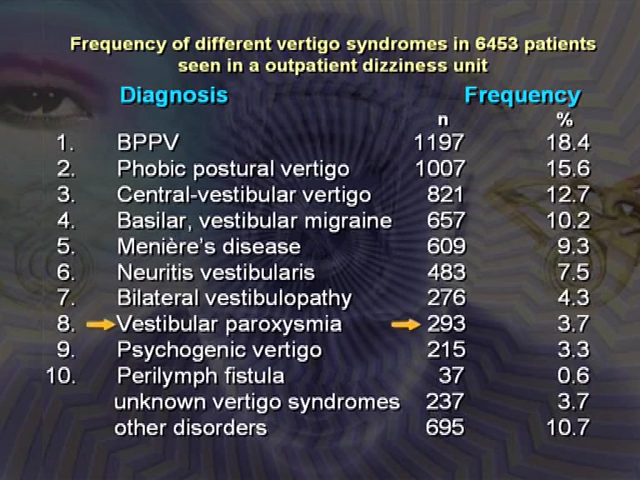 Frequency of different vertigo syndromes in 6453 patients
seen in a outpatient dizziness unit
Diagnosis Frequency
n %
1. BPPV 1197 18.4
2. Phobic postural vertigo 1007 15.6
3. Central-vestibular vertigo 821 12.7
4. Basilar, vestibular migraine 657 10.2
5. Menière's disease 609 9.3
6. Neuritis vestibularis 483 7.5
7. Bilateral vestibulopathy 276 4.3
8. Vestibular paroxysmia 293 3.7
9. Psychogenic vertigo 215 3.3
10. Perilymph fistula 37 0.6
unknown vertigo syndromes 237 3.7
other disorders 695 10.7